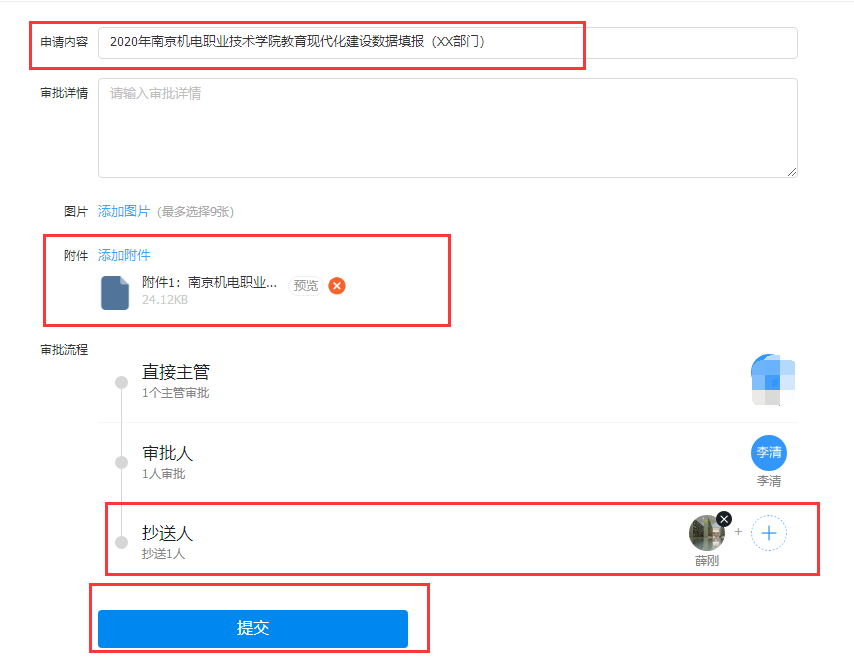 申请内容 2020年南京机电职业技术学院教育现代化建设数据填报（XX部门）
审批详情 请输入审批详情
图片 添加图片 (最多选择9张)
附件 添加附件
附件1：南京机电职业... 预览
24.12KB
审批流程
直接主管
1个主管审批
审批人 李清
1人审批 李清
抄送人
抄送1人 薛刚
提交